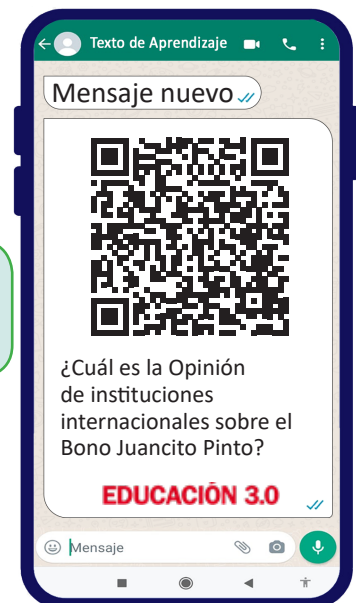 Texto de Aprendizaje
Mensaje nuevo
¿Cuál es la Opinión
de instituciones
internacionales sobre el
Bono Juancito Pinto?
EDUCACIÓN 3.0
Mensaje